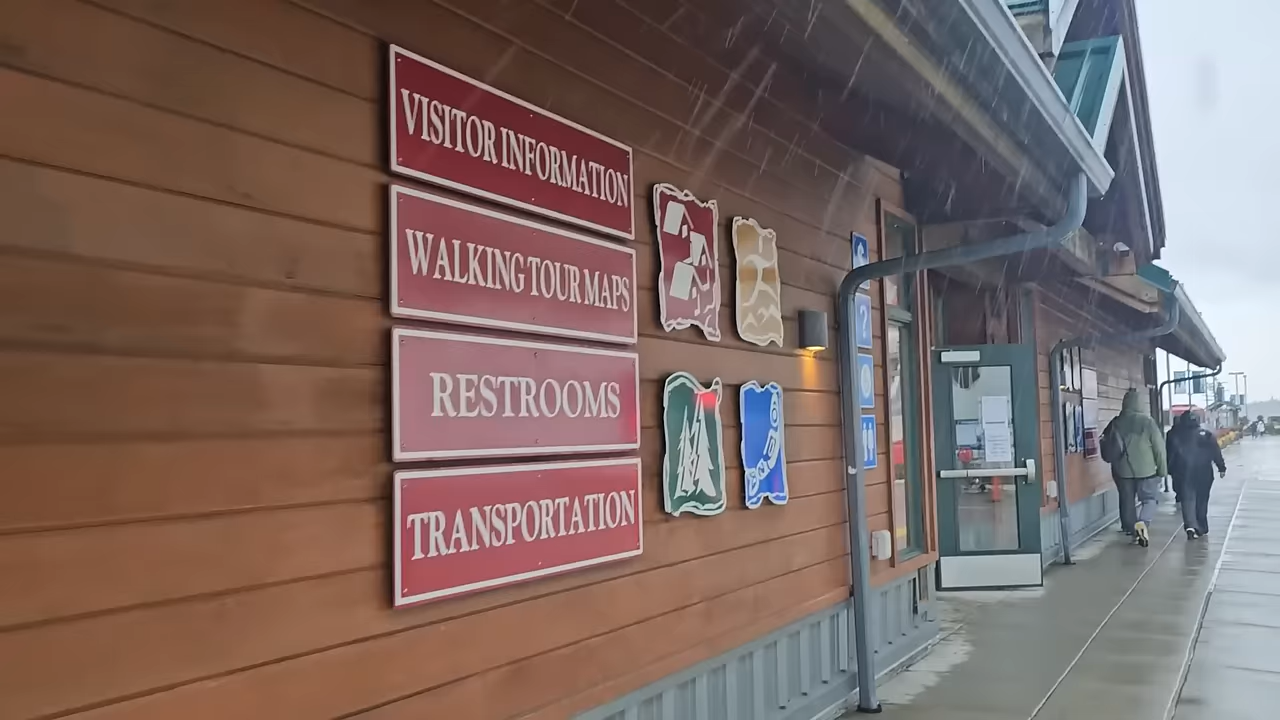 VISITOR INFORMATION
WALKING TOUR MAPS
RESTROOMS
TRANSPORTATION
?